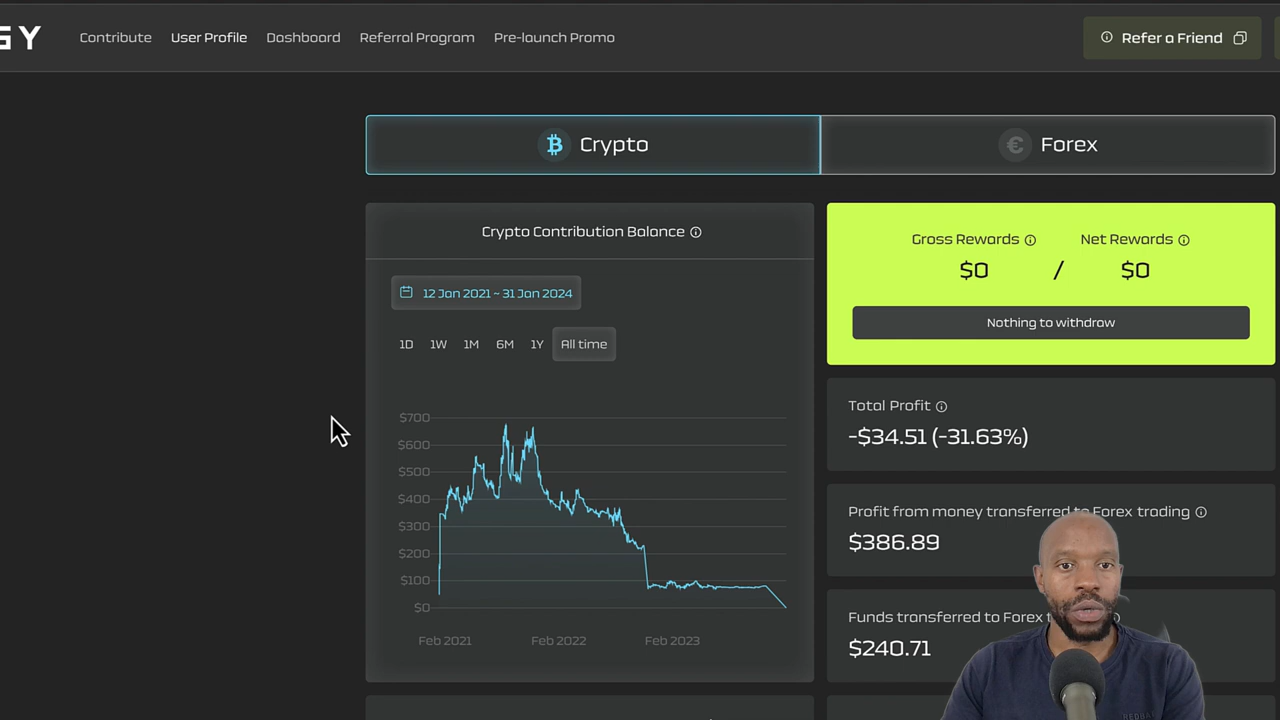 GY
Contribute
User Profile
Dashboard
Referral Program
Pre-launch Promo
Refer a Friend
Crypto
Forex
Crypto Contribution Balance
12 Jan 2021 ~ 31 Jan 2024
1D 1W 1M 6M 1Y All time
$700
$600
$500
$400
$300
$200
$100
$0
Feb 2021 Feb 2022 Feb 2023
Gross Rewards / Net Rewards
$0 / $0
Nothing to withdraw
Total Profit
-$34.51 (-31.63%)
Profit from money transferred to Forex trading
$386.89
Funds transferred to Forex
$240.71